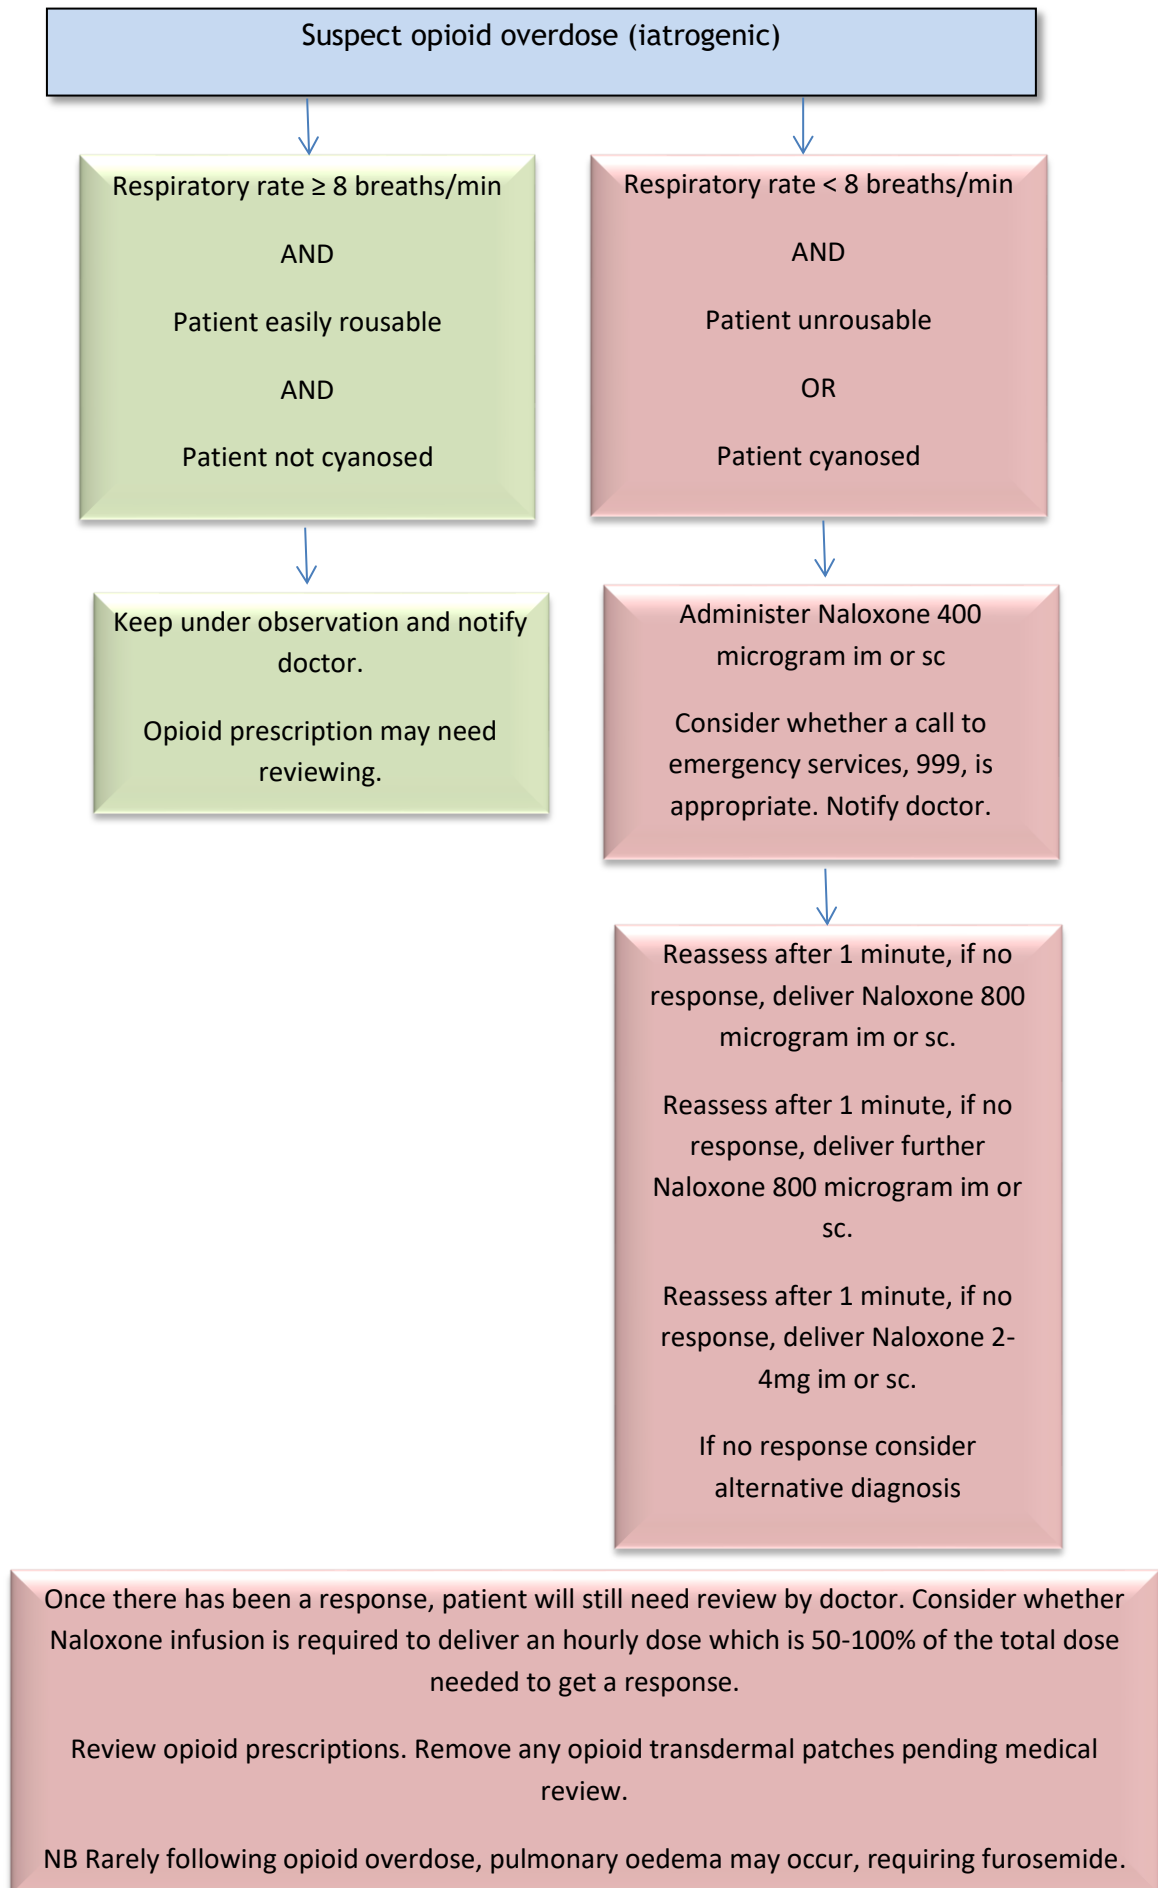 Suspect opioid overdose (iatrogenic)
Respiratory rate ≥ 8 breaths/min
AND
Patient easily rousable
AND
Patient not cyanosed
Respiratory rate < 8 breaths/min
AND
Patient unrousable
OR
Patient cyanosed
Keep under observation and notify
doctor.
Opioid prescription may need
reviewing.
Administer Naloxone 400
microgram im or sc
Consider whether a call to
emergency services, 999, is
appropriate. Notify doctor.
Reassess after 1 minute, if no
response, deliver Naloxone 800
microgram im or sc.
Reassess after 1 minute, if no
response, deliver further
Naloxone 800 microgram im or
sc.
Reassess after 1 minute, if no
response, deliver Naloxone 2-
4mg im or sc.
If no response consider
alternative diagnosis
Once there has been a response, patient will still need review by doctor. Consider whether
Naloxone infusion is required to deliver an hourly dose which is 50-100% of the total dose
needed to get a response.
Review opioid prescriptions. Remove any opioid transdermal patches pending medical
review.
NB Rarely following opioid overdose, pulmonary oedema may occur, requiring furosemide.